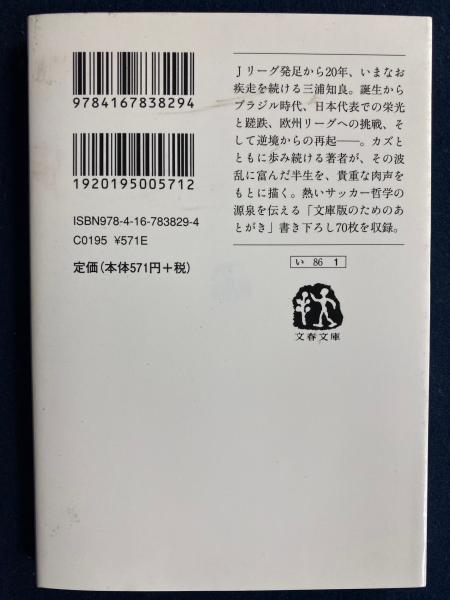 9784167838294
1920195005712
ISBN978-4-16-783829-4
C0195 ¥571E
定価(本体571円+税)
Jリーグ発足から20年、いまなお
疾走を続ける三浦知良。誕生から
ブラジル時代、日本代表での栄光
と蹉跌、欧州リーグへの挑戦、そ
して逆境からの再起――。カズと
ともに歩み続ける著者が、その波
乱に富んだ半生を、貴重な肉声を
もとに描く。熱いサッカー哲学の
源泉を伝える「文庫版のためのあ
とがき」書き下ろし70枚を収録。
い 86 1
文春文庫